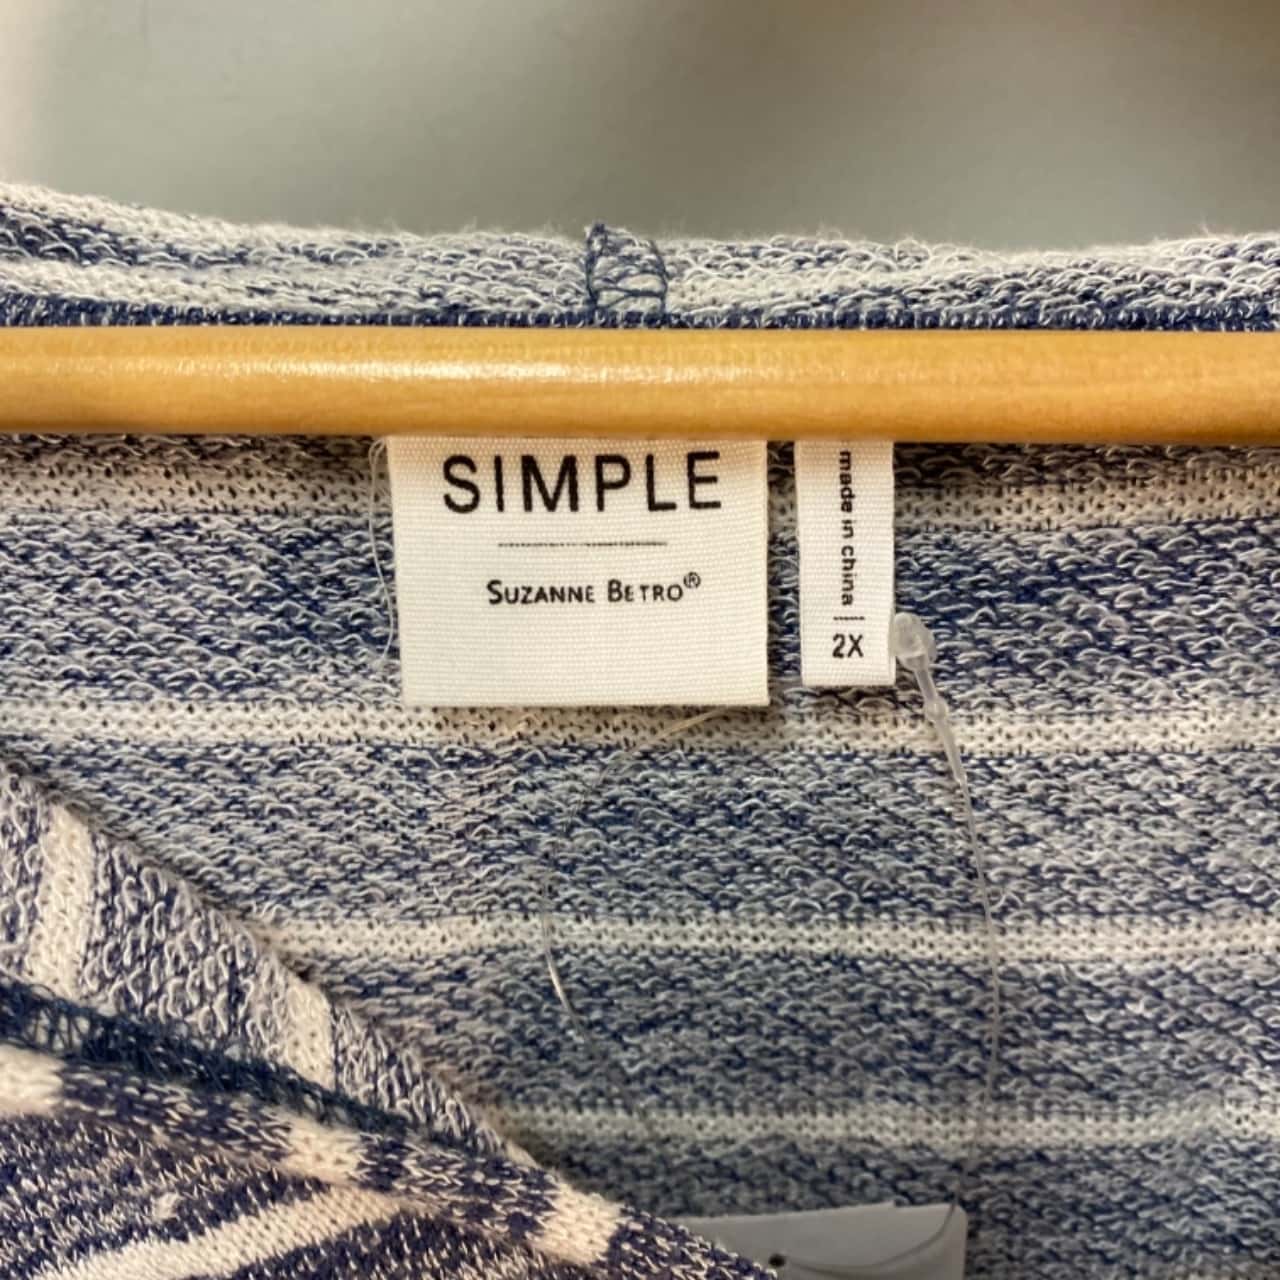 SIMPLE
SUZANNE BETRO®
made in china
2X